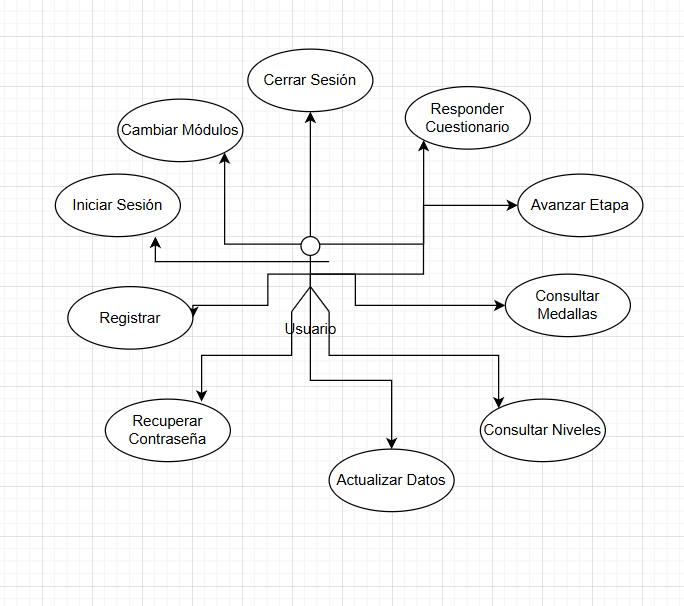 Cerrar Sesión
Responder
Cuestionario
Cambiar Módulos
Iniciar Sesión
Avanzar Etapa
Registrar
Consultar
Medallas
Usuario
Recuperar
Contraseña
Consultar Niveles
Actualizar Datos